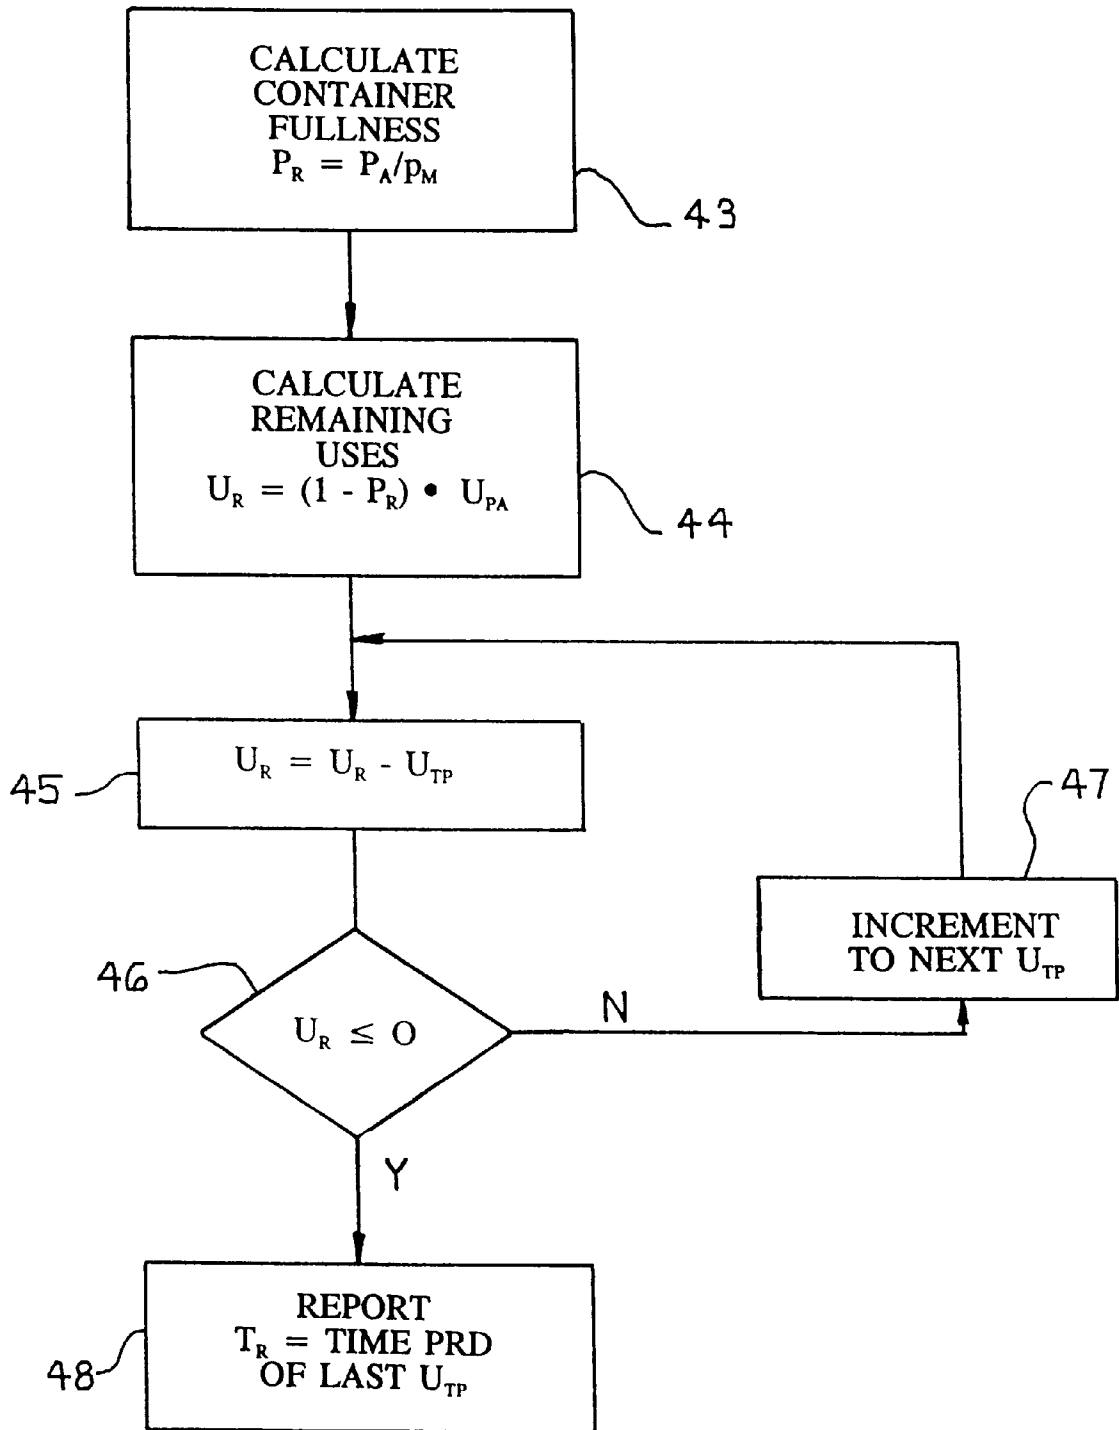 CALCULATE
CONTAINER
FULLNESS
P_R = P_A/p_M
43
CALCULATE
REMAINING
USES
U_R = (1 - P_R) • U_PA
44
U_R = U_R - U_TP
45
47
INCREMENT
TO NEXT U_TP
46
U_R ≤ O
N
Y
REPORT
T_R = TIME PRD
OF LAST U_TP
48